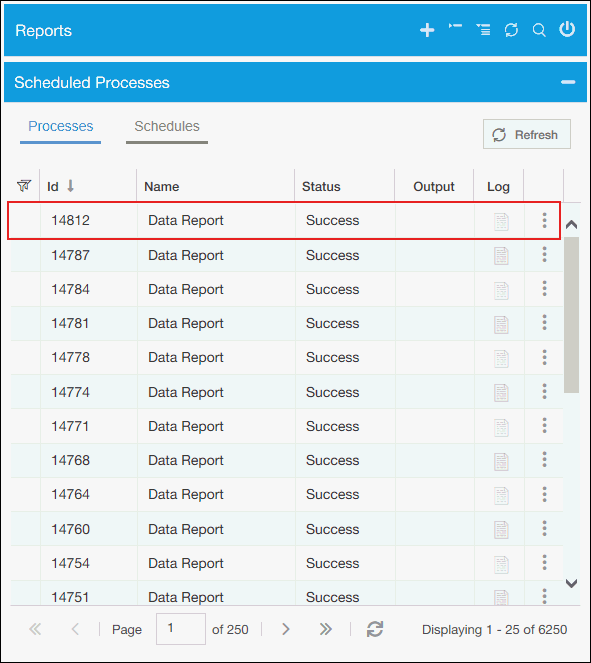 Reports
Scheduled Processes
Processes Schedules Refresh
Id Name Status Output Log
14812 Data Report Success
14787 Data Report Success
14784 Data Report Success
14781 Data Report Success
14778 Data Report Success
14774 Data Report Success
14771 Data Report Success
14768 Data Report Success
14764 Data Report Success
14760 Data Report Success
14754 Data Report Success
14751 Data Report Success
Page 1 of 250 Displaying 1 - 25 of 6250